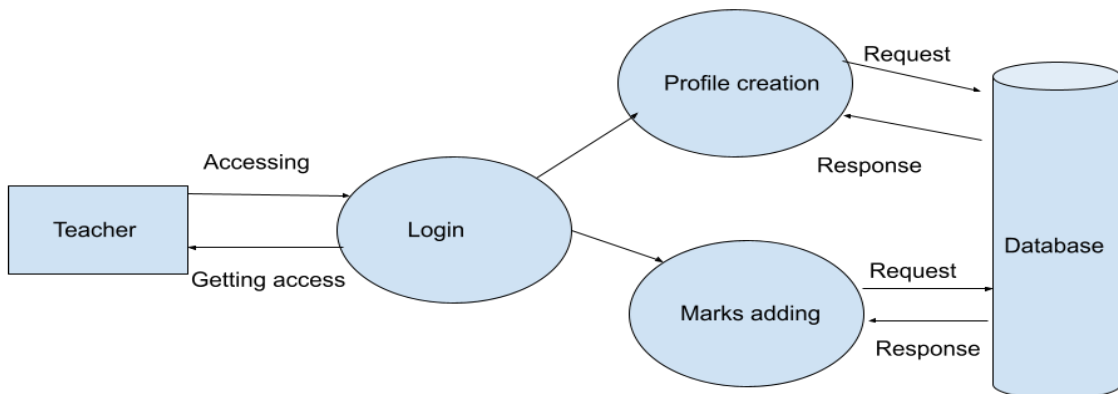 Request
Profile creation
Response
Accessing
Teacher
Login
Getting access
Database
Request
Marks adding
Response